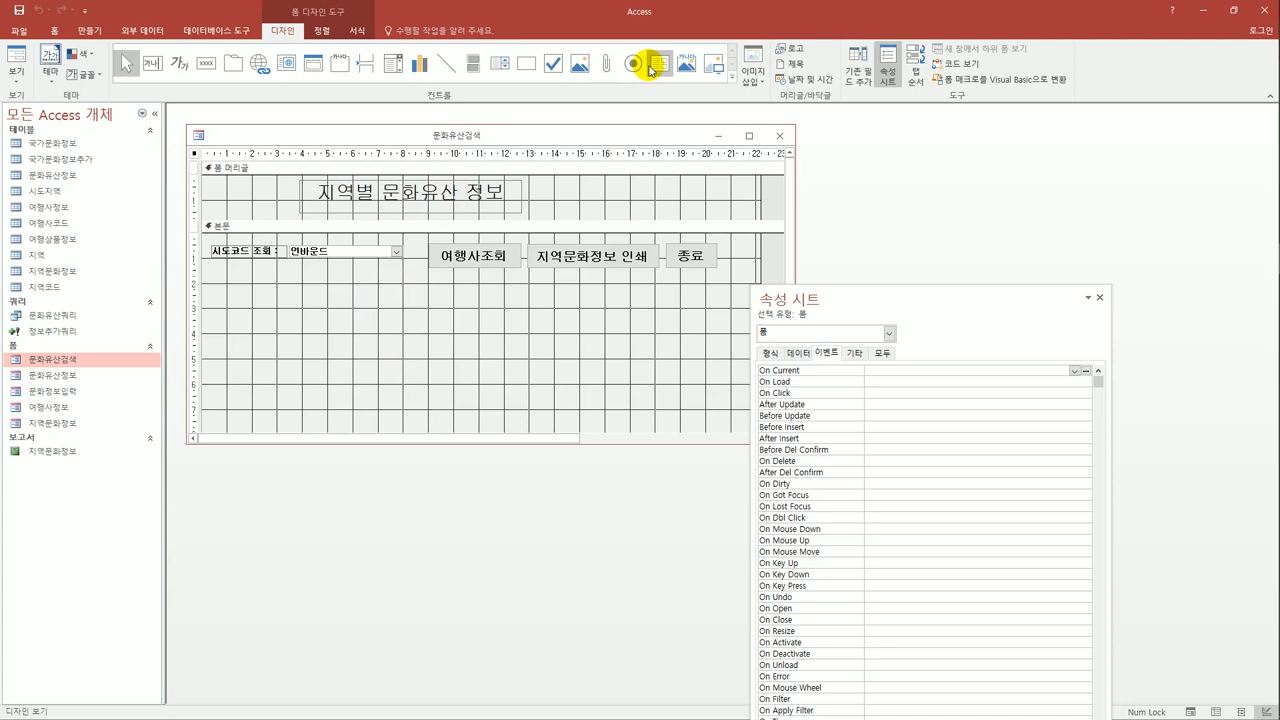 폼 디자인 도구
Access
파일
홈
만들기
외부 데이터
데이터베이스 도구
디자인
정렬
서식
수행할 작업을 알려 주세요.
로그인
보기
가가
테마
색
글꼴
테마
컨트롤
이미지
삽입
로고
제목
날짜 및 시간
머리글/바닥글
기존 필
드 추가
속성
시트
탭
순서
새 창에서 하위 폼 보기
코드 보기
폼 매크로를 Visual Basic으로 변환
도구
모든 Access 개체
테이블
국가문화정보
국가문화정보추가
문화유산정보
시도지역
여행사정보
여행사코드
여행상품정보
지역
지역문화정보
지역코드
쿼리
문화유산쿼리
정보추가쿼리
폼
문화유산검색
문화유산정보
문화정보입력
여행사정보
지역문화정보
보고서
지역문화정보
문화유산검색
폼 머리글
지역별 문화유산 정보
본문
시도코드 조회 :
언바운드
여행사조회
지역문화정보 인쇄
종료
속성 시트
선택 유형: 폼
폼
형식
데이터
이벤트
기타
모두
On Current
On Load
On Click
After Update
Before Update
Before Insert
After Insert
Before Del Confirm
On Delete
After Del Confirm
On Dirty
On Got Focus
On Lost Focus
On Dbl Click
On Mouse Down
On Mouse Up
On Mouse Move
On Key Up
On Key Down
On Key Press
On Undo
On Open
On Close
On Resize
On Activate
On Deactivate
On Unload
On Error
On Mouse Wheel
On Filter
On Apply Filter
디자인 보기
Num Lock